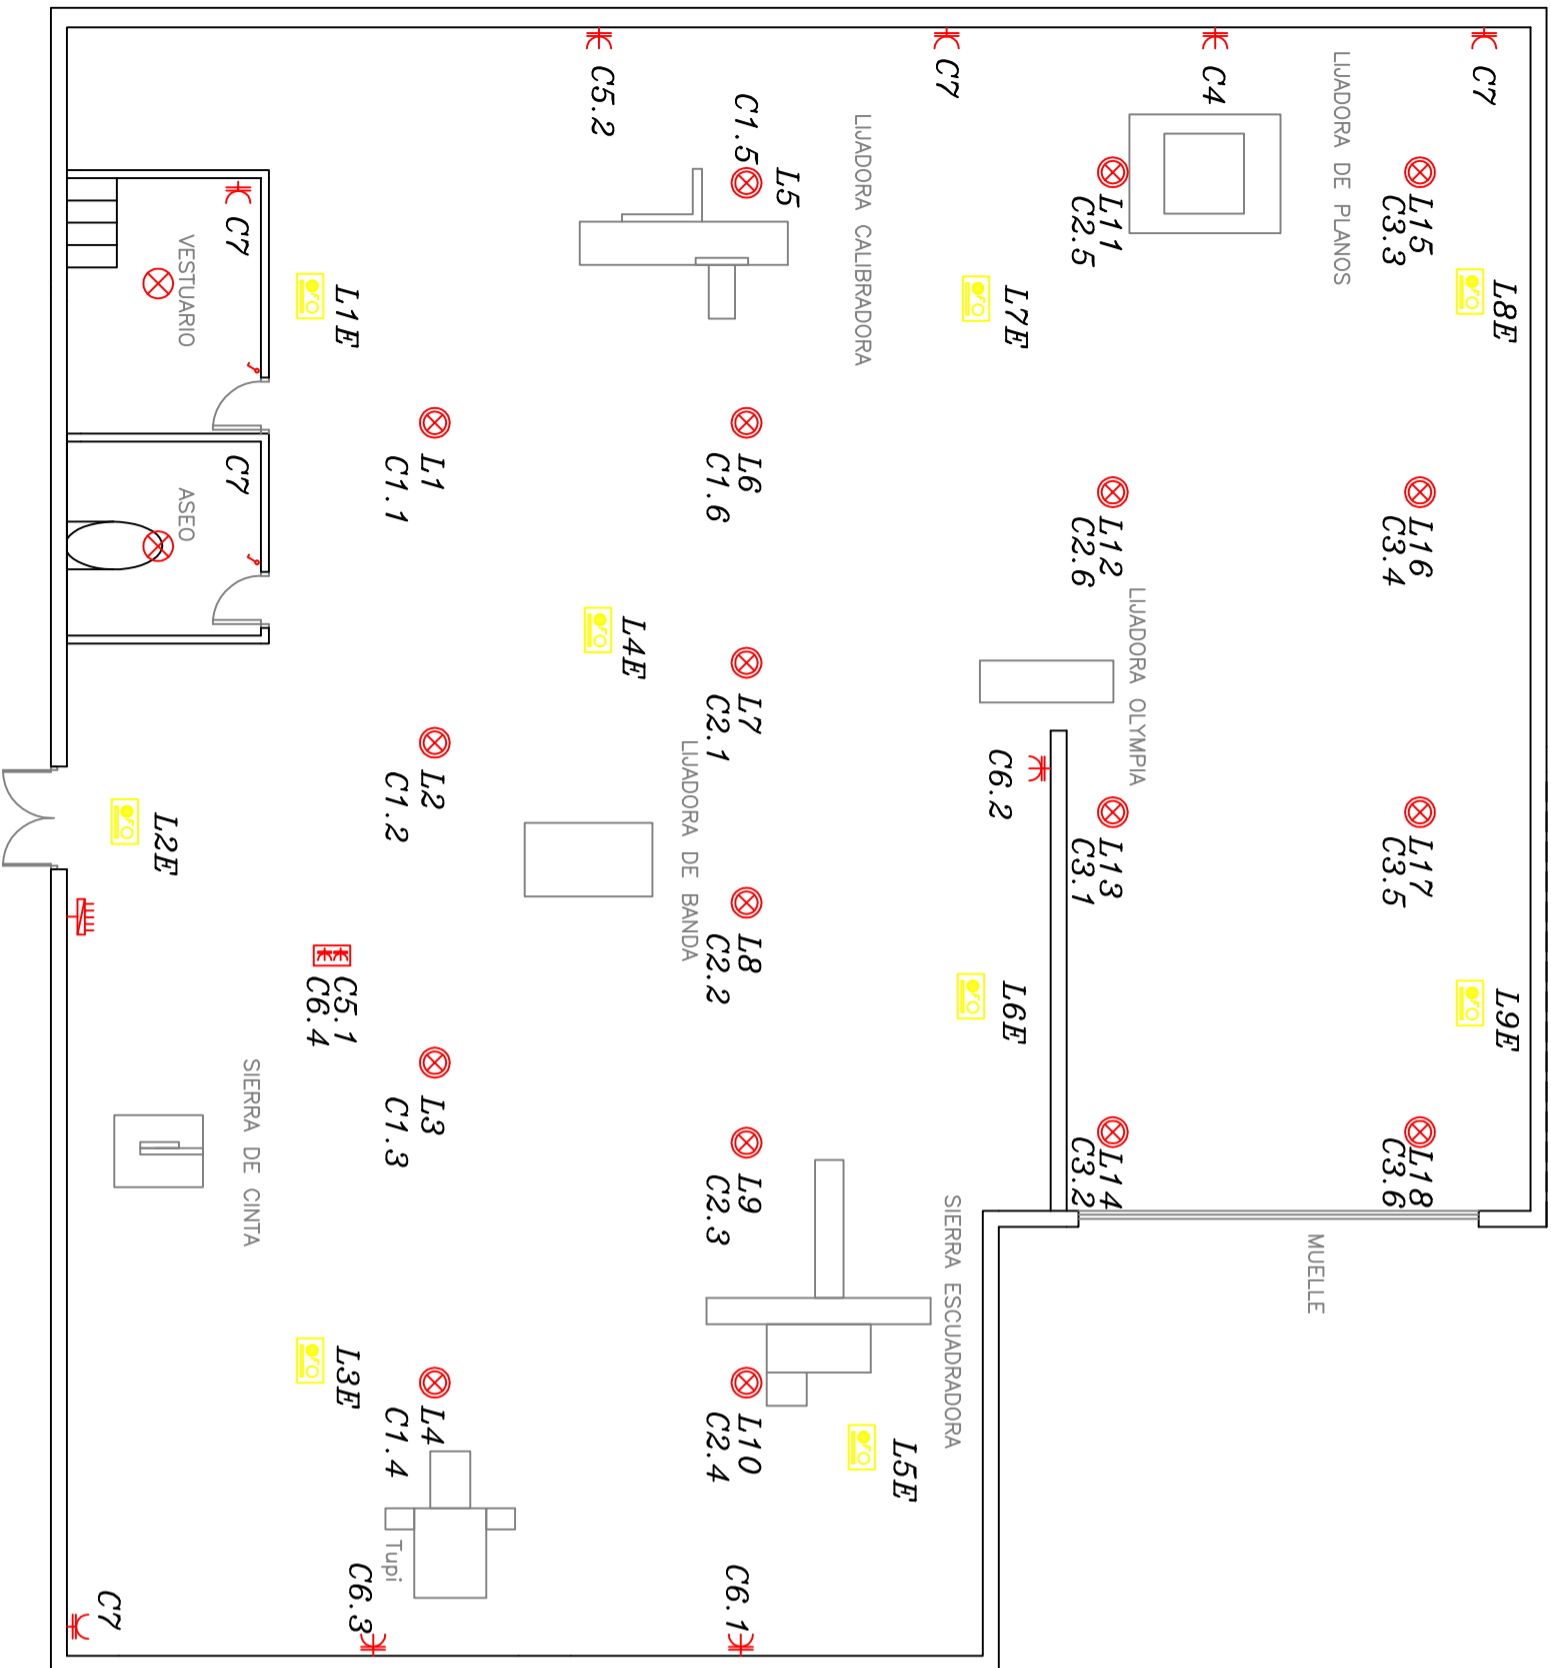 C7
L8E
L15
C3.3
L16
C3.4
L17
C3.5
L9E
L18
C3.6
MUELLE
LIJADORA DE PLANOS
C4
L11
C2.5
L12
C2.6
LIJADORA OLYMPIA
L13
C3.1
L14
C3.2
C7
L7E
C6.2
L6E
SIERRA ESCUADRADORA
L5E
LIJADORA CALIBRADORA
L5
C1.5
L6
C1.6
L7
C2.1
L8
C2.2
L9
C2.3
L10
C2.4
C6.1
LIJADORA DE BANDA
C5.2
L4E
L1
C1.1
L2
C1.2
L3
C1.3
L4
C1.4
Tupi
C6.3
L1E
C5.1
C6.4
L3E
SIERRA DE CINTA
C7
VESTUARIO
C7
ASEO
L2E
C7